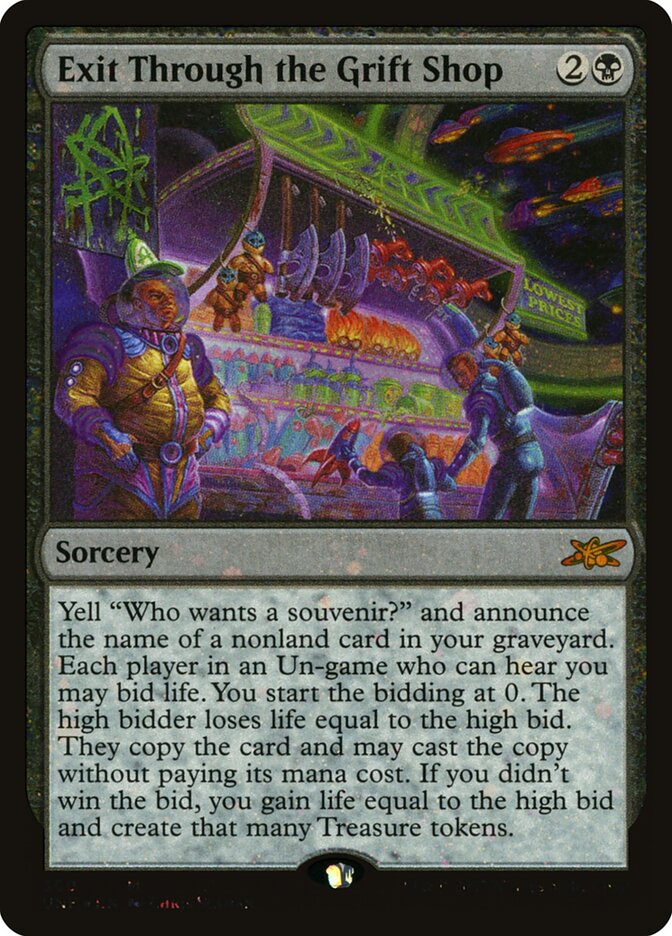 Exit Through the Grift Shop
2
LOWEST
PRICES
Sorcery
Yell “Who wants a souvenir?” and announce
the name of a nonland card in your graveyard.
Each player in an Un-game who can hear you
may bid life. You start the bidding at 0. The
high bidder loses life equal to the high bid.
They copy the card and may cast the copy
without paying its mana cost. If you didn’t
win the bid, you gain life equal to the high bid
and create that many Treasure tokens.